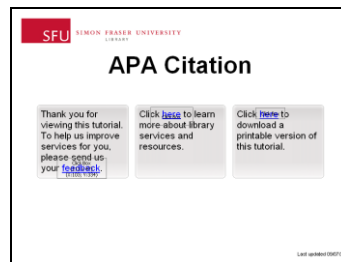 SFU SIMON FRASER UNIVERSITY
LIBRARY
APA Citation
Thank you for
viewing this tutorial.
To help us improve
services for you,
please send us
your feedback.
Click here to learn
more about library
services and
resources.
Click here to
download a
printable version of
this tutorial.
Last updated